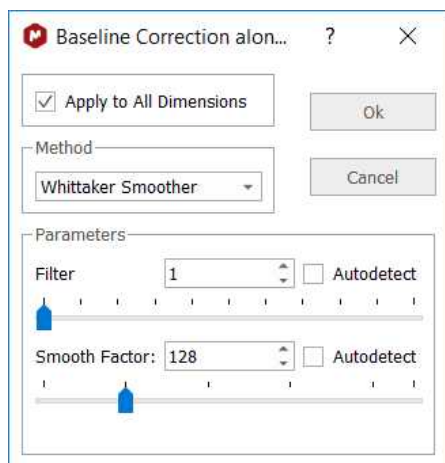 Baseline Correction alon... ?
Apply to All Dimensions
Ok
Method
Whittaker Smoother
Cancel
Parameters
Filter 1 Autodetect
Smooth Factor: 128 Autodetect